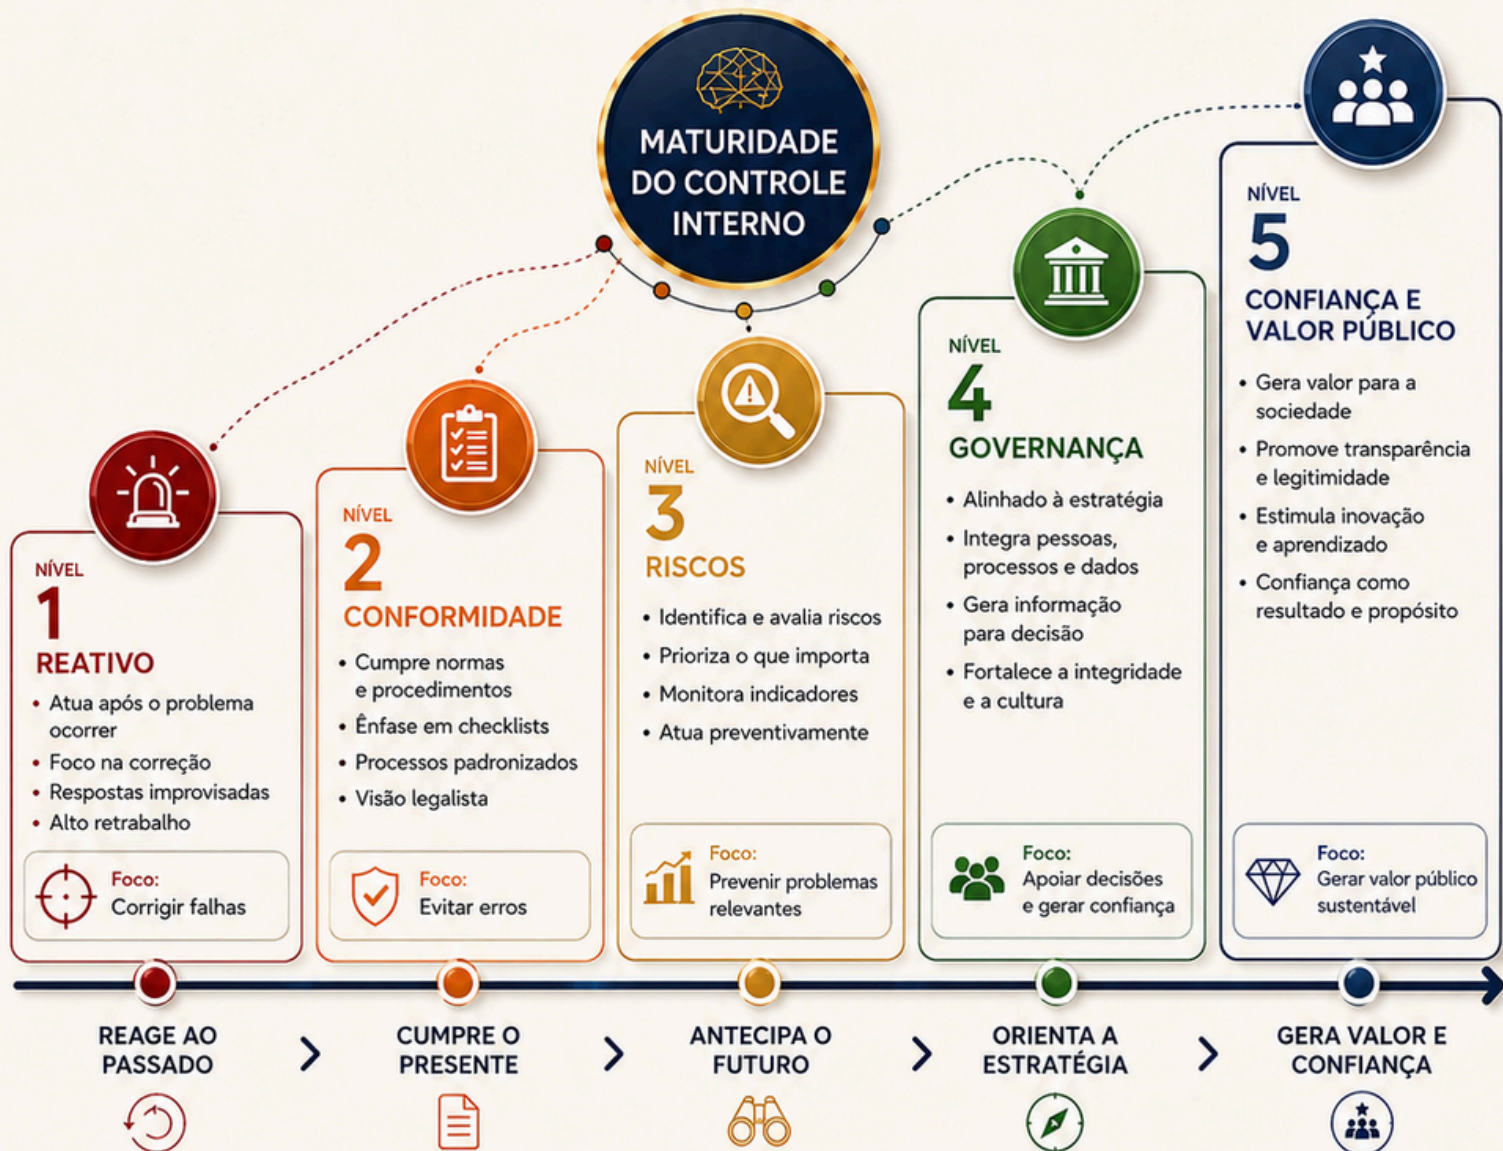 MATURIDADE
DO CONTROLE
INTERNO
NÍVEL
1
REATIVO
• Atua após o problema
ocorrer
• Foco na correção
• Respostas improvisadas
• Alto retrabalho
Foco:
Corrigir falhas
NÍVEL
2
CONFORMIDADE
• Cumpre normas
e procedimentos
• Ênfase em checklists
• Processos padronizados
• Visão legalista
Foco:
Evitar erros
NÍVEL
3
RISCOS
• Identifica e avalia riscos
• Prioriza o que importa
• Monitora indicadores
• Atua preventivamente
Foco:
Prevenir problemas
relevantes
NÍVEL
4
GOVERNANÇA
• Alinhado à estratégia
• Integra pessoas,
processos e dados
• Gera informação
para decisão
• Fortalece a integridade
e a cultura
Foco:
Apoiar decisões
e gerar confiança
NÍVEL
5
CONFIANÇA E
VALOR PÚBLICO
• Gera valor para a
sociedade
• Promove transparência
e legitimidade
• Estimula inovação
e aprendizado
• Confiança como
resultado e propósito
Foco:
Gerar valor público
sustentável
REAGE AO
PASSADO
CUMPRE O
PRESENTE
ANTECIPA O
FUTURO
ORIENTA A
ESTRATÉGIA
GERA VALOR E
CONFIANÇA